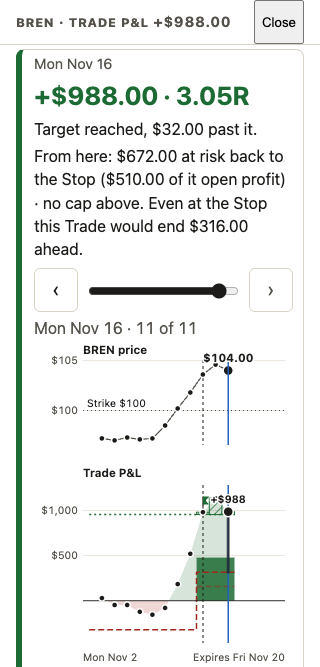 BREN · TRADE P&L +$988.00
Close
Mon Nov 16
+$988.00 · 3.05R
Target reached, $32.00 past it.
From here: $672.00 at risk back to
the Stop ($510.00 of it open profit)
· no cap above. Even at the Stop
this Trade would end $316.00
ahead.
‹
›
Mon Nov 16 · 11 of 11
BREN price
$105
$104.00
$100
Strike $100
Trade P&L
+$988
$1,000
$500
Mon Nov 2
Expires Fri Nov 20